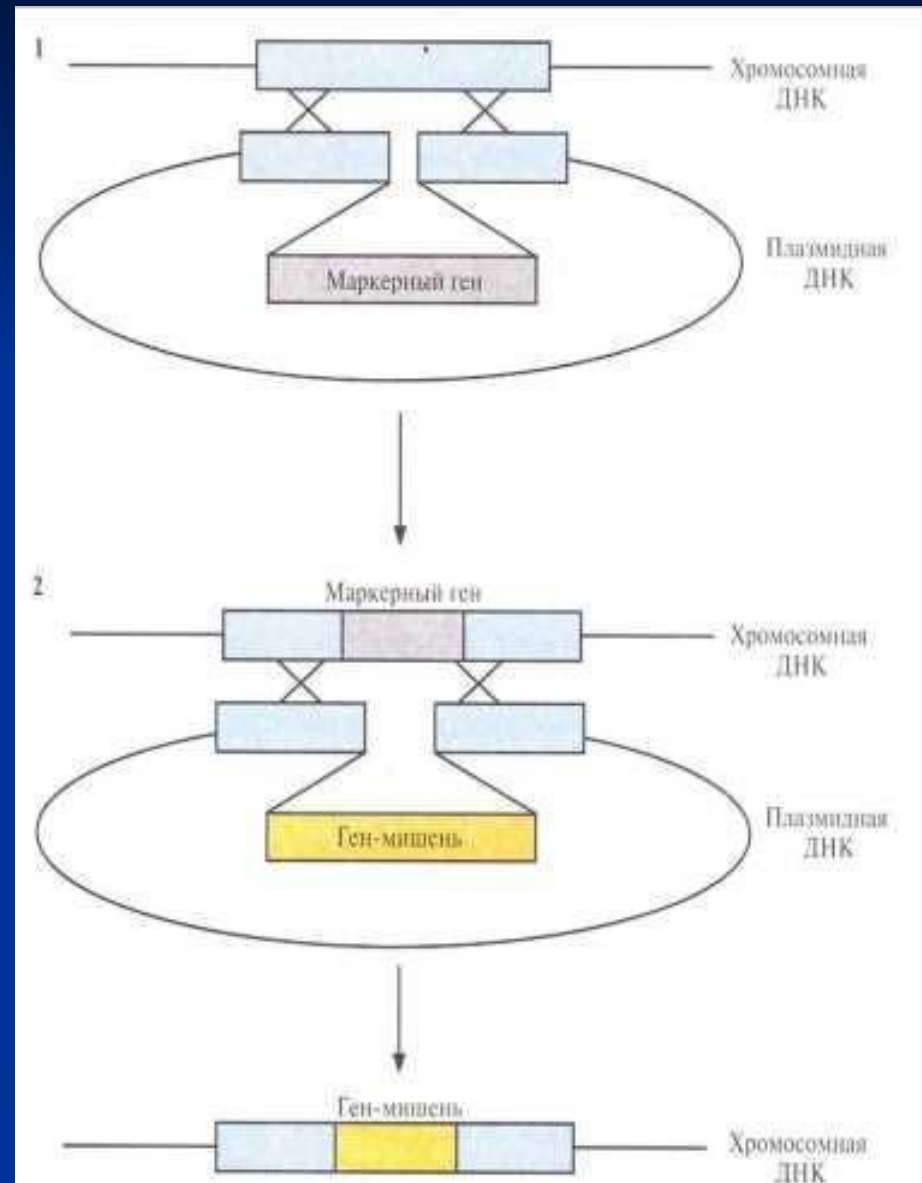 1
Хромосомная
ДНК
Маркерный ген
Плазмидная
ДНК
2
Маркерный ген
Хромосомная
ДНК
Ген-мишень
Плазмидная
ДНК
Ген-мишень
Хромосомная
ДНК